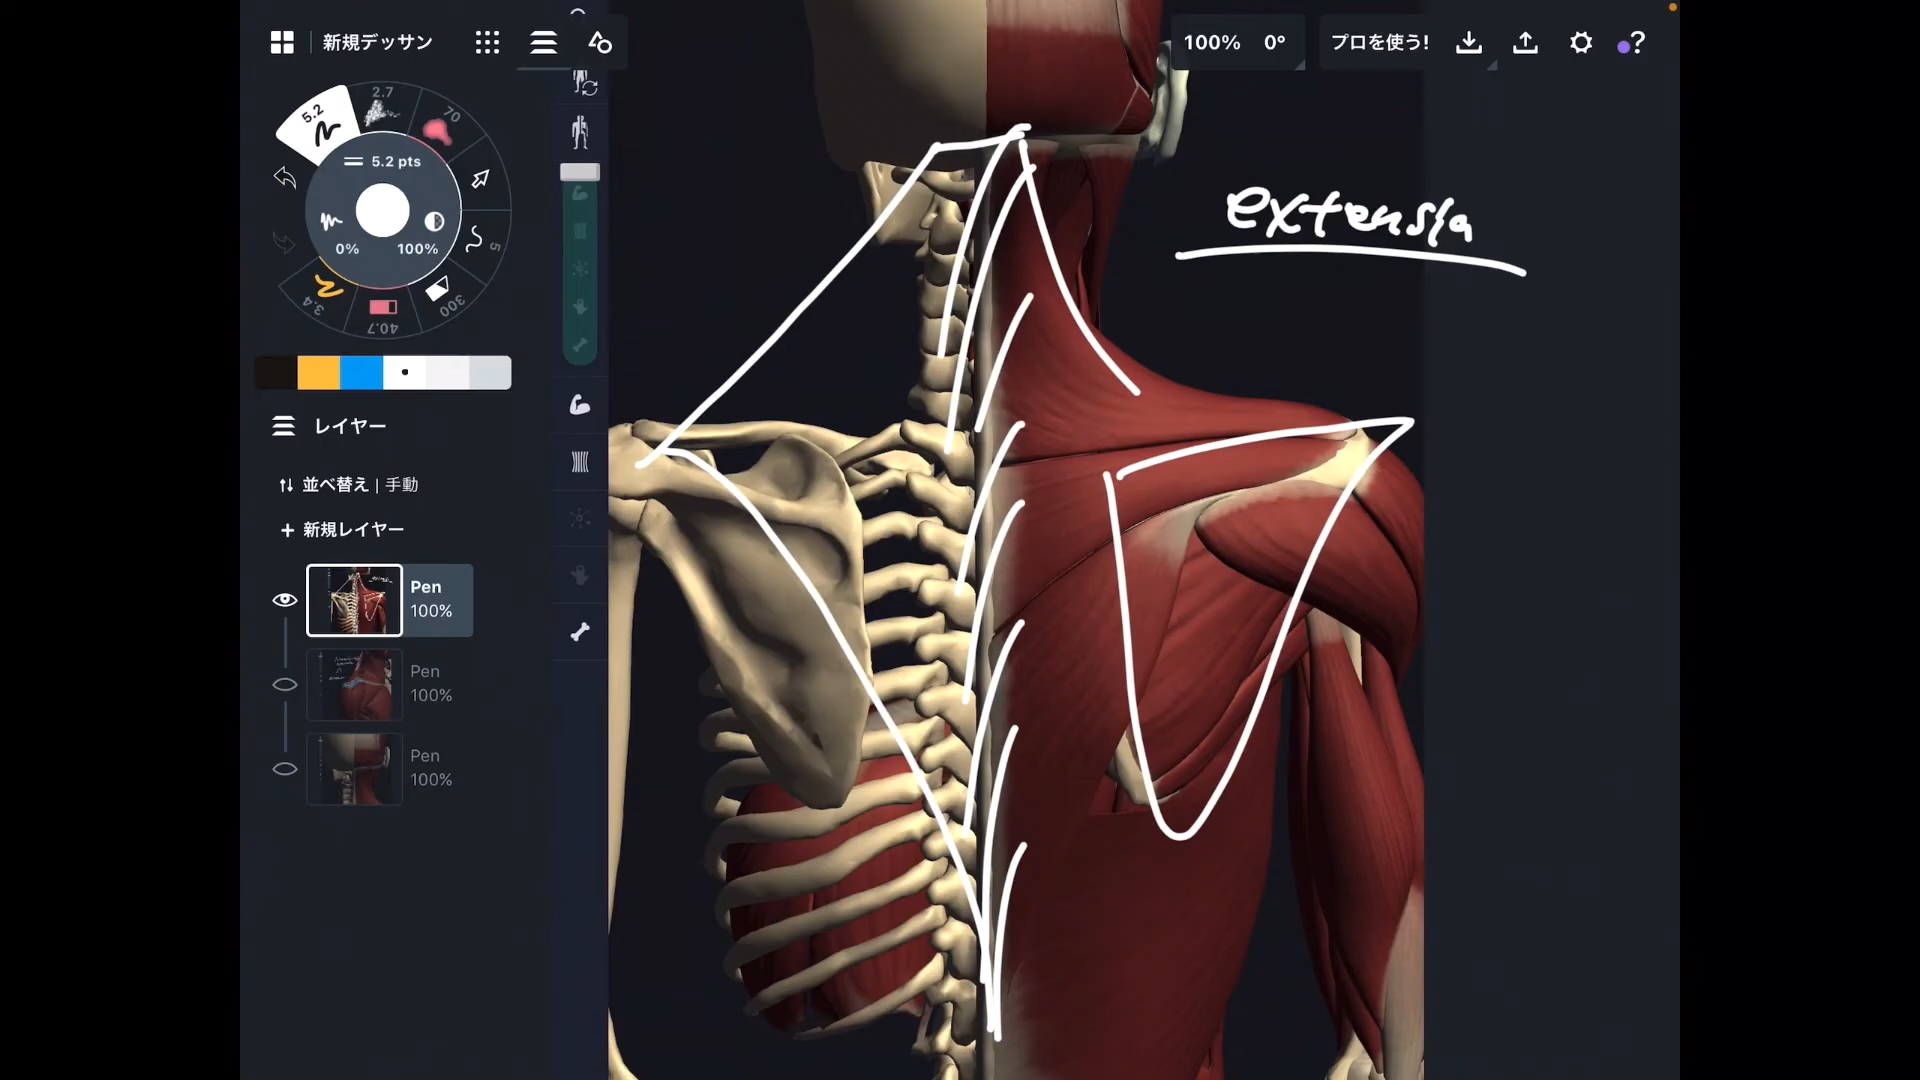 新規デッサン
100% 0°
プロを使う!
?
5.2
2.7
70
5.2 pts
0% 100%
5
300
40.7
3.4
extensia
レイヤー
並べ替え | 手動
+ 新規レイヤー
Pen
100%
Pen
100%
Pen
100%